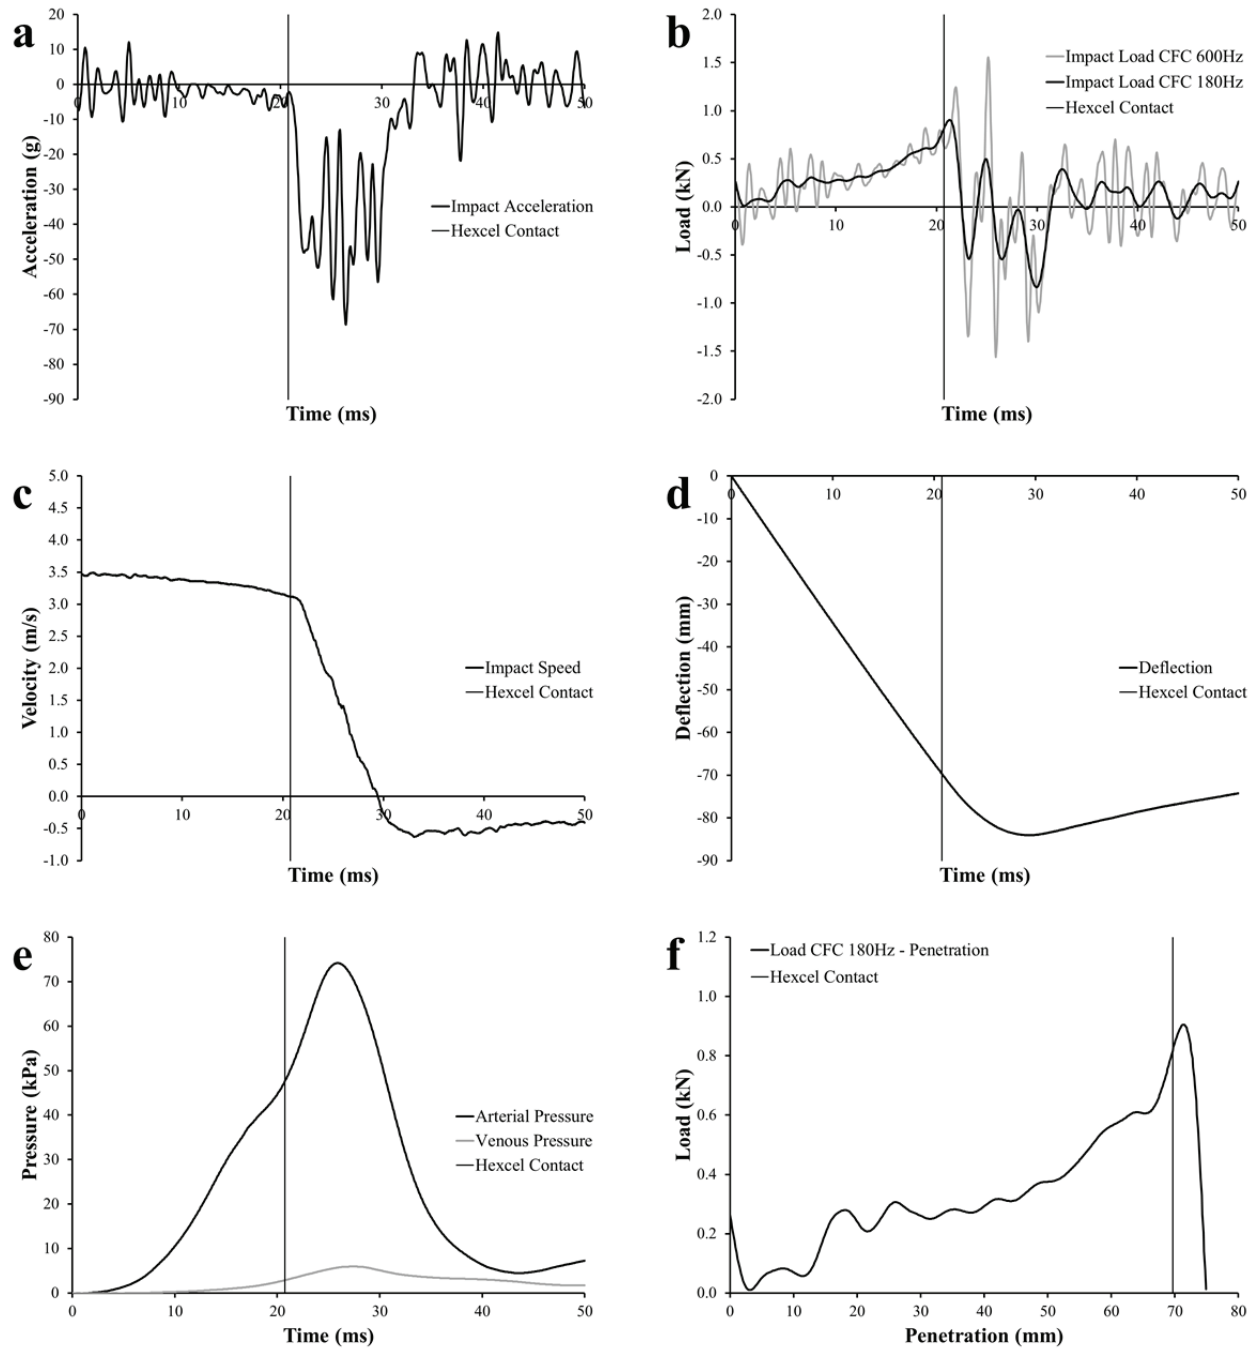 a
20
10
0
-10
-20
-30
-40
-50
-60
-70
-80
-90
0 10 20 30 40 50
Acceleration (g)
Time (ms)
Impact Acceleration
Hexcel Contact
b
2.0
1.5
1.0
0.5
0.0
-0.5
-1.0
-1.5
-2.0
0 10 20 30 40 50
Load (kN)
Time (ms)
Impact Load CFC 600Hz
Impact Load CFC 180Hz
Hexcel Contact
c
5.0
4.5
4.0
3.5
3.0
2.5
2.0
1.5
1.0
0.5
0.0
-0.5
-1.0
0 10 20 30 40 50
Velocity (m/s)
Time (ms)
Impact Speed
Hexcel Contact
d
0
-10
-20
-30
-40
-50
-60
-70
-80
-90
0 10 20 30 40 50
Deflection (mm)
Time (ms)
Deflection
Hexcel Contact
e
80
70
60
50
40
30
20
10
0
0 10 20 30 40 50
Pressure (kPa)
Time (ms)
Arterial Pressure
Venous Pressure
Hexcel Contact
f
1.2
1.0
0.8
0.6
0.4
0.2
0.0
0 10 20 30 40 50 60 70 80
Load (kN)
Penetration (mm)
Load CFC 180Hz - Penetration
Hexcel Contact